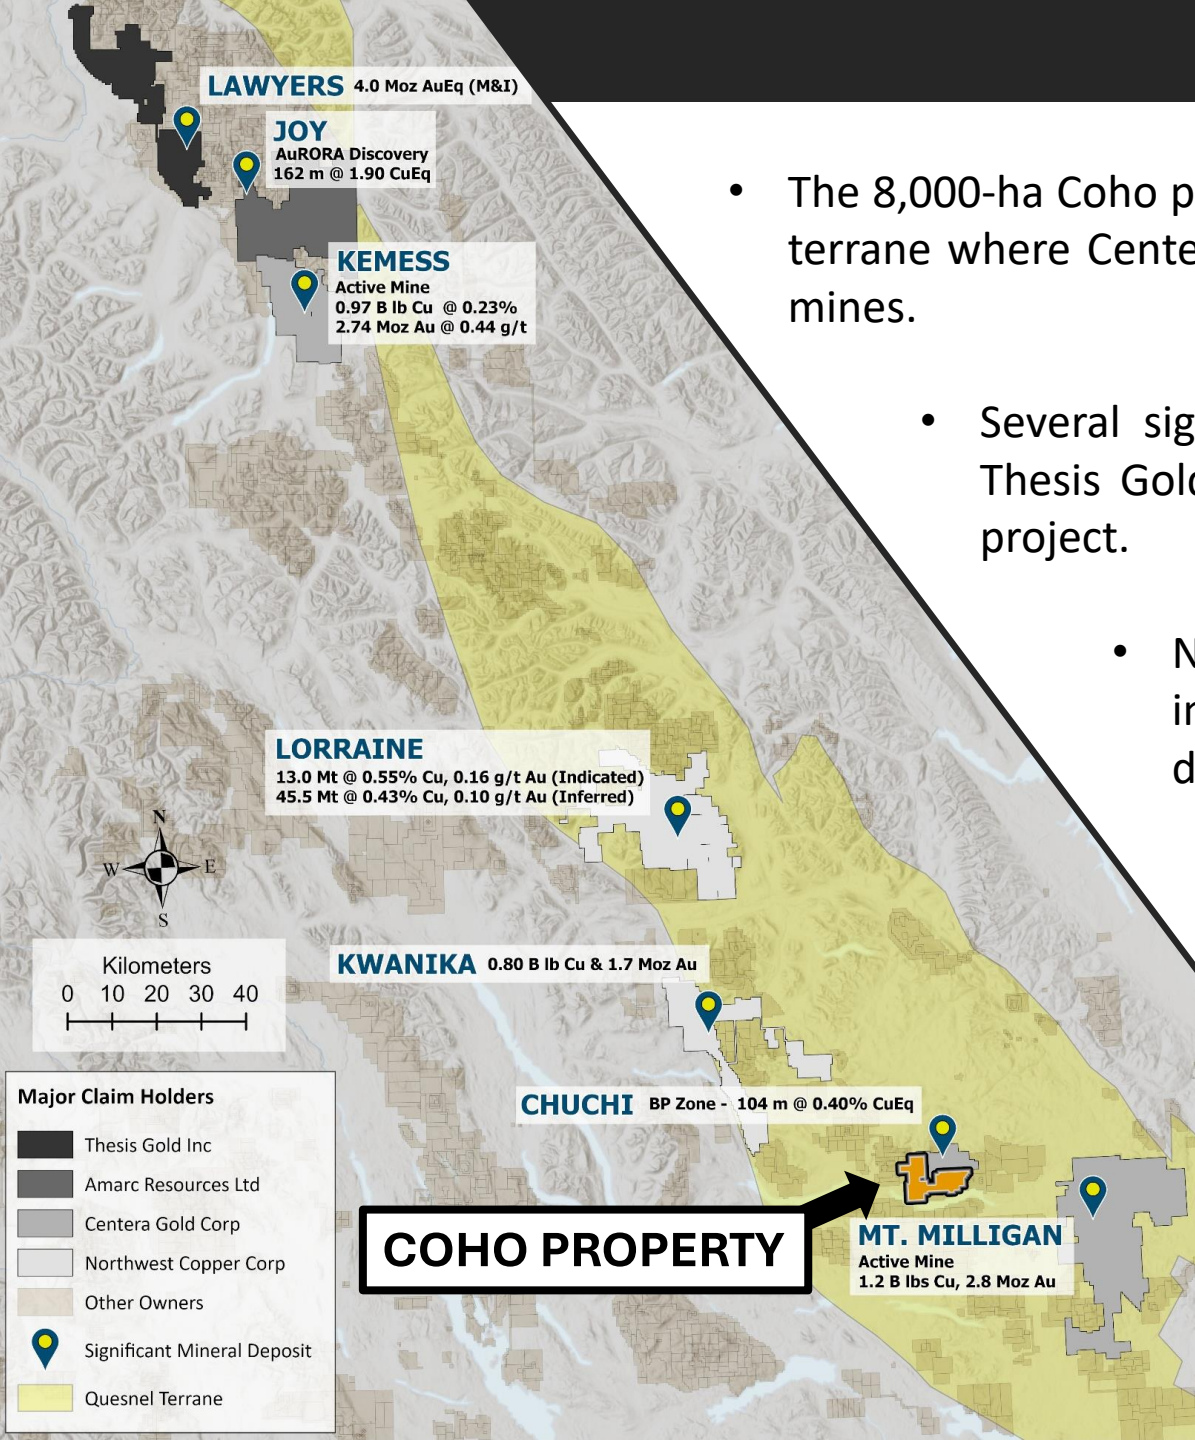 LAWYERS 4.0 Moz AuEq (M&I)
JOY
AuRORA Discovery
162 m @ 1.90 CuEq
KEMESS
Active Mine
0.97 B lb Cu @ 0.23%
2.74 Moz Au @ 0.44 g/t
• The 8,000-ha Coho p
terrane where Cente
mines.
• Several sig
Thesis Gold
project.
• N
in
d
LORRAINE
13.0 Mt @ 0.55% Cu, 0.16 g/t Au (Indicated)
45.5 Mt @ 0.43% Cu, 0.10 g/t Au (Inferred)
N
W E
S
Kilometers
0 10 20 30 40
KWANIKA 0.80 B lb Cu & 1.7 Moz Au
CHUCHI BP Zone - 104 m @ 0.40% CuEq
COHO PROPERTY
MT. MILLIGAN
Active Mine
1.2 B lbs Cu, 2.8 Moz Au
Major Claim Holders
Thesis Gold Inc
Amarc Resources Ltd
Centera Gold Corp
Northwest Copper Corp
Other Owners
Significant Mineral Deposit
Quesnel Terrane